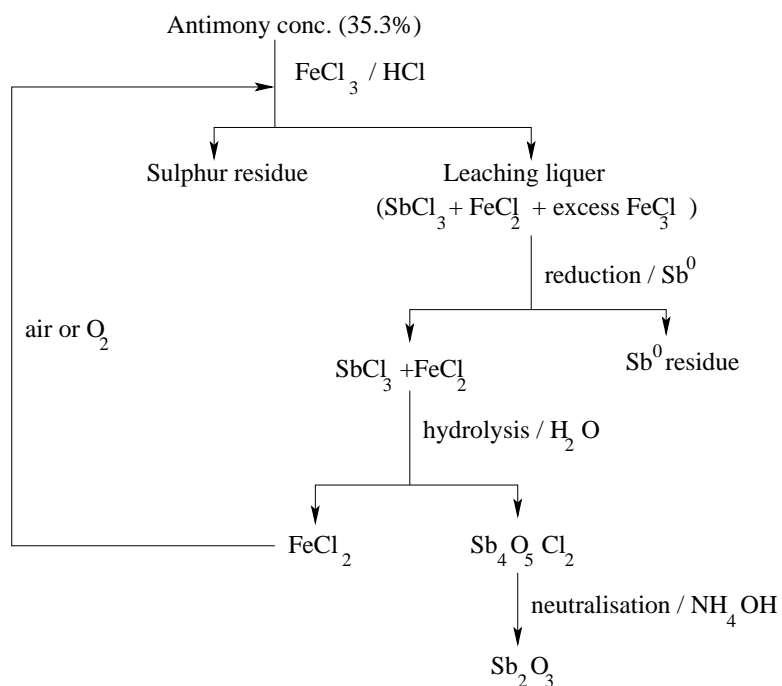 Antimony conc. (35.3%)
FeCl3 / HCl
Sulphur residue
Leaching liquer
(SbCl3 + FeCl2 + excess FeCl3 )
reduction / Sb0
air or O2
SbCl3 +FeCl2
Sb0 residue
hydrolysis / H2O
FeCl2
Sb4O5Cl2
neutralisation / NH4OH
Sb2O3